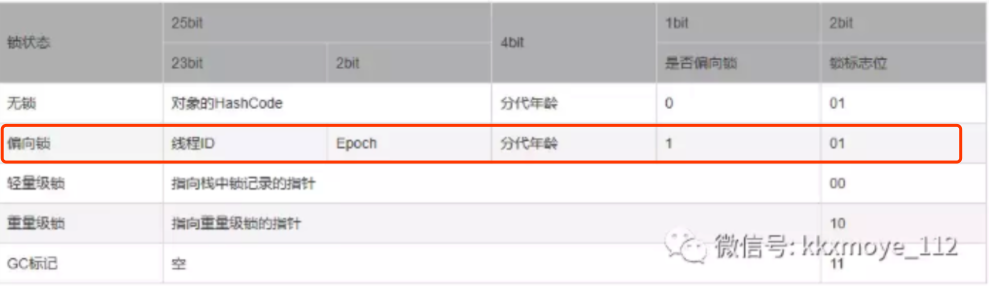 锁状态 25bit 4bit 1bit 2bit
23bit 2bit 是否偏向锁 锁标志位
无锁 对象的HashCode 分代年龄 0 01
偏向锁 线程ID Epoch 分代年龄 1 01
轻量级锁 指向栈中锁记录的指针 00
重量级锁 指向重量级锁的指针 10
GC标记 空 11
微信号: kkxmoye_112